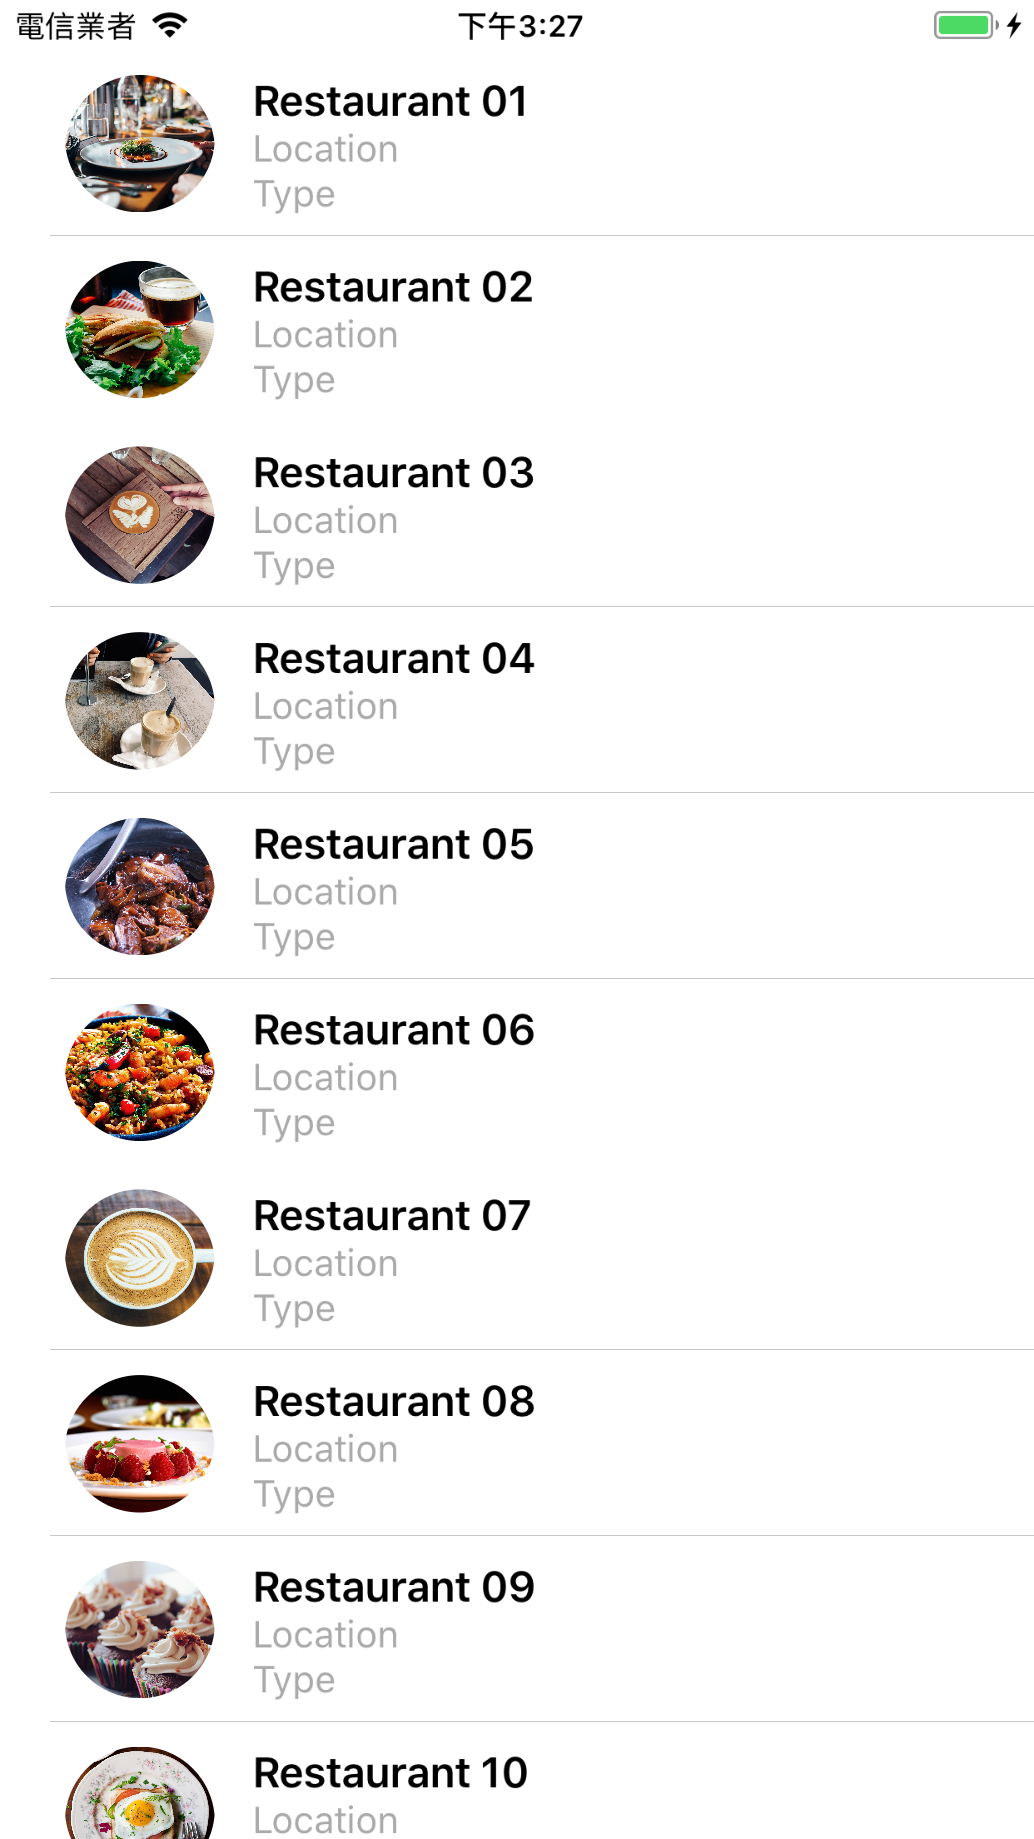 電信業者 下午3:27
Restaurant 01
Location
Type
Restaurant 02
Location
Type
Restaurant 03
Location
Type
Restaurant 04
Location
Type
Restaurant 05
Location
Type
Restaurant 06
Location
Type
Restaurant 07
Location
Type
Restaurant 08
Location
Type
Restaurant 09
Location
Type
Restaurant 10
Location